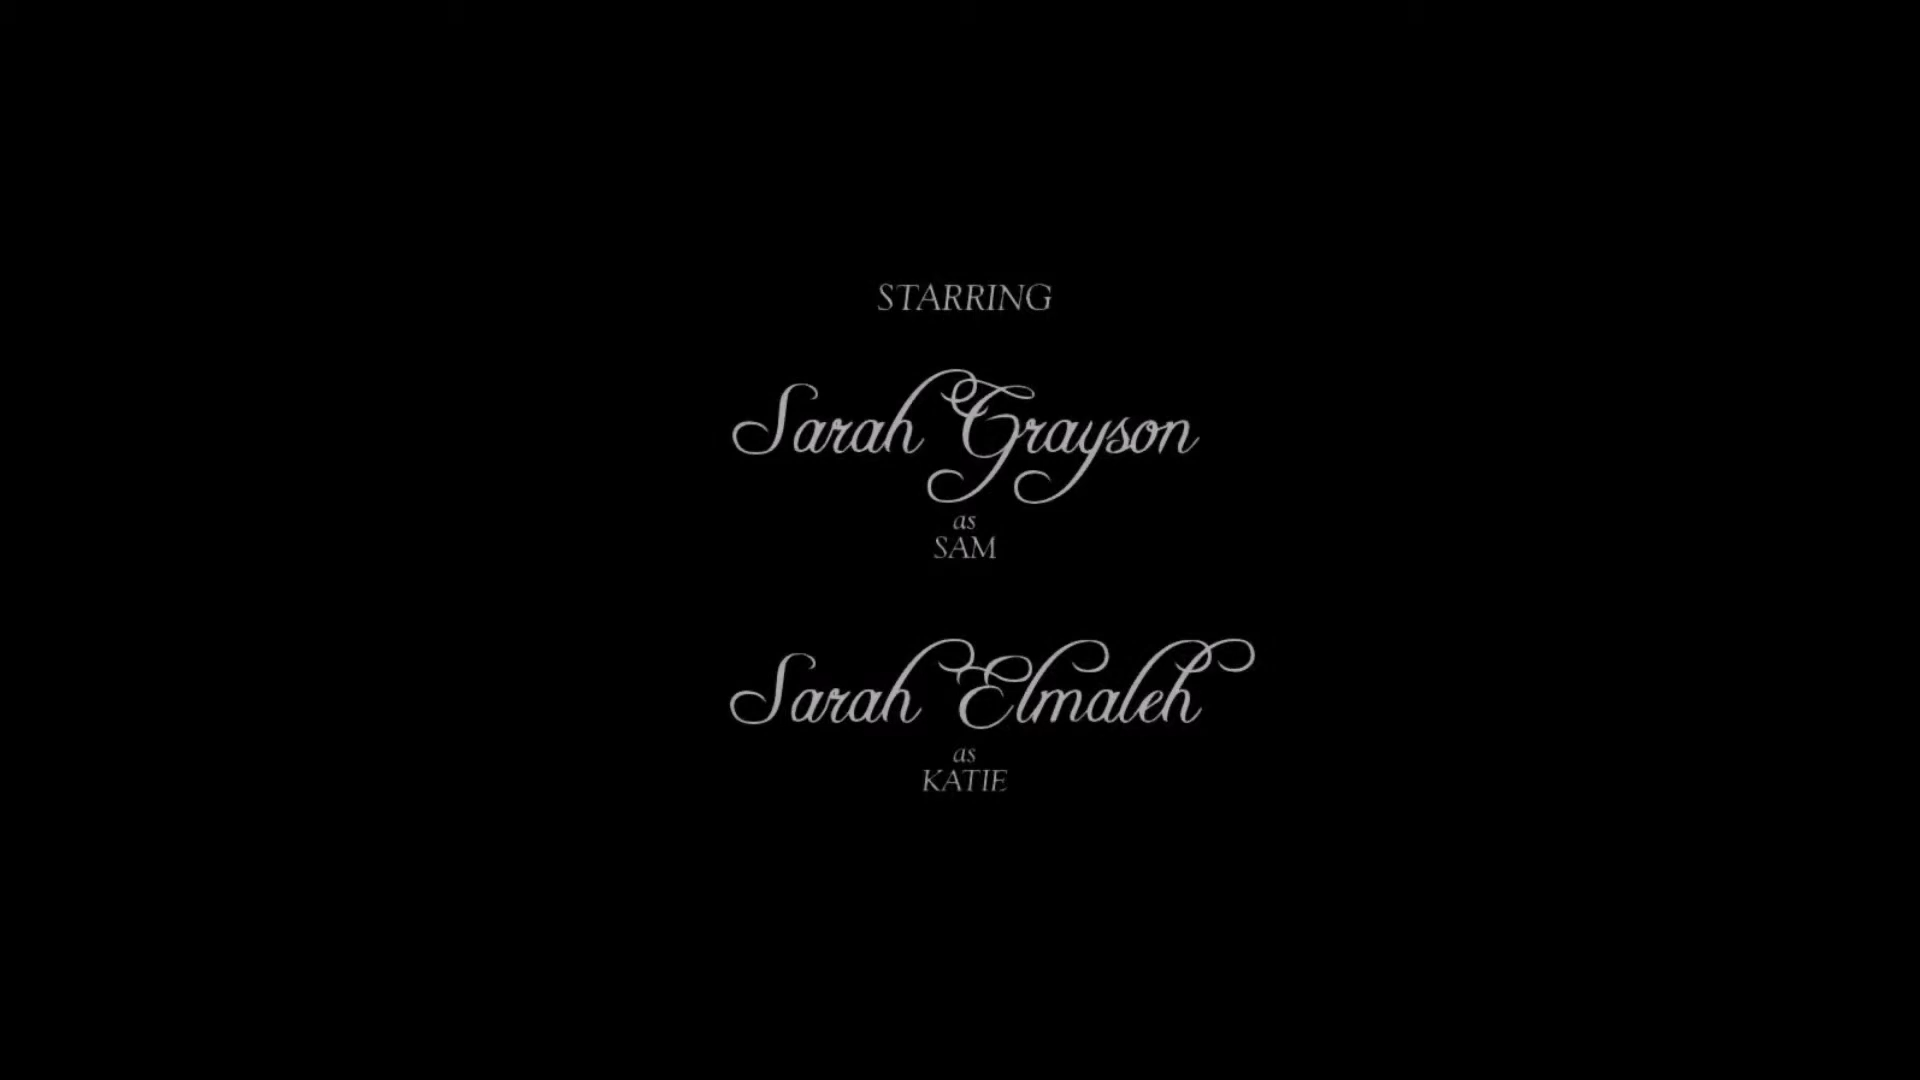 STARRING
Sarah Grayson
as
SAM
Sarah Elmaleh
as
KATIE